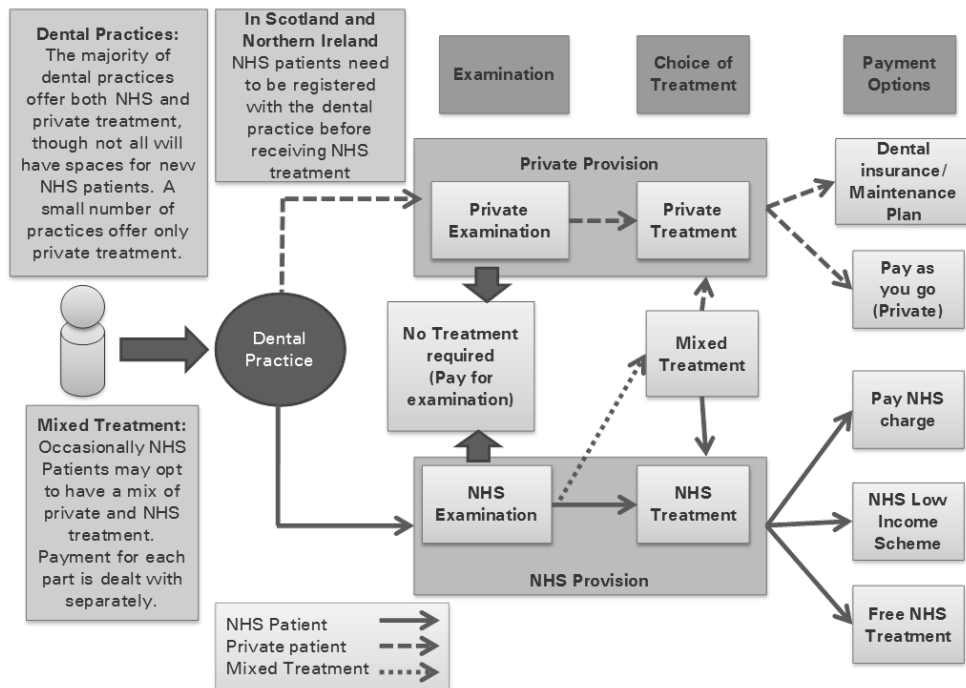 Dental Practices:
The majority of
dental practices
offer both NHS and
private treatment,
though not all will
have spaces for new
NHS patients. A
small number of
practices offer only
private treatment.
In Scotland and
Northern Ireland
NHS patients need
to be registered
with the dental
practice before
receiving NHS
treatment
Examination
Choice of
Treatment
Payment
Options
Private Provision
Private
Examination
Private
Treatment
Dental
insurance/
Maintenance
Plan
Pay as
you go
(Private)
Dental
Practice
No Treatment
required
(Pay for
examination)
Mixed
Treatment
Mixed Treatment:
Occasionally NHS
Patients may opt
to have a mix of
private and NHS
treatment.
Payment for each
part is dealt with
separately.
NHS
Examination
NHS
Treatment
NHS Provision
Pay NHS
charge
NHS Low
Income
Scheme
Free NHS
Treatment
NHS Patient
Private patient
Mixed Treatment